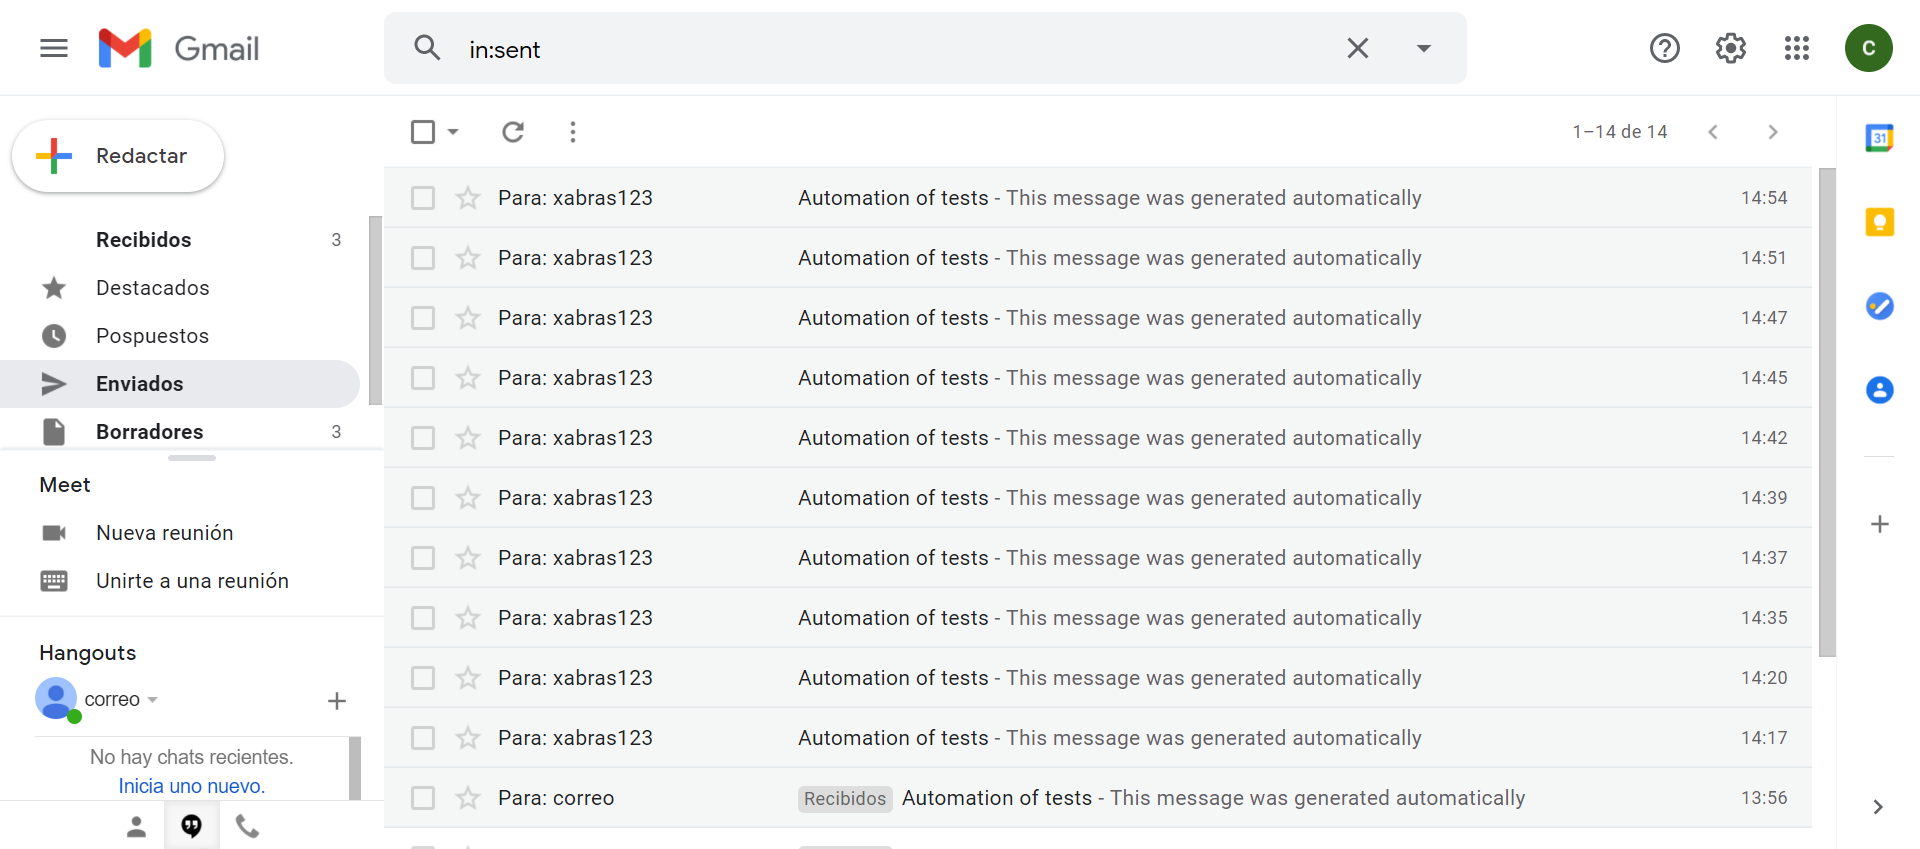 Gmail
in:sent
C
Redactar
1–14 de 14
31
Recibidos 3
Destacados
Pospuestos
Enviados
Borradores 3
Meet
Nueva reunión
Unirte a una reunión
Hangouts
correo
No hay chats recientes.
Inicia uno nuevo.
Para: xabras123 Automation of tests - This message was generated automatically 14:54
Para: xabras123 Automation of tests - This message was generated automatically 14:51
Para: xabras123 Automation of tests - This message was generated automatically 14:47
Para: xabras123 Automation of tests - This message was generated automatically 14:45
Para: xabras123 Automation of tests - This message was generated automatically 14:42
Para: xabras123 Automation of tests - This message was generated automatically 14:39
Para: xabras123 Automation of tests - This message was generated automatically 14:37
Para: xabras123 Automation of tests - This message was generated automatically 14:35
Para: xabras123 Automation of tests - This message was generated automatically 14:20
Para: xabras123 Automation of tests - This message was generated automatically 14:17
Para: correo Recibidos Automation of tests - This message was generated automatically 13:56